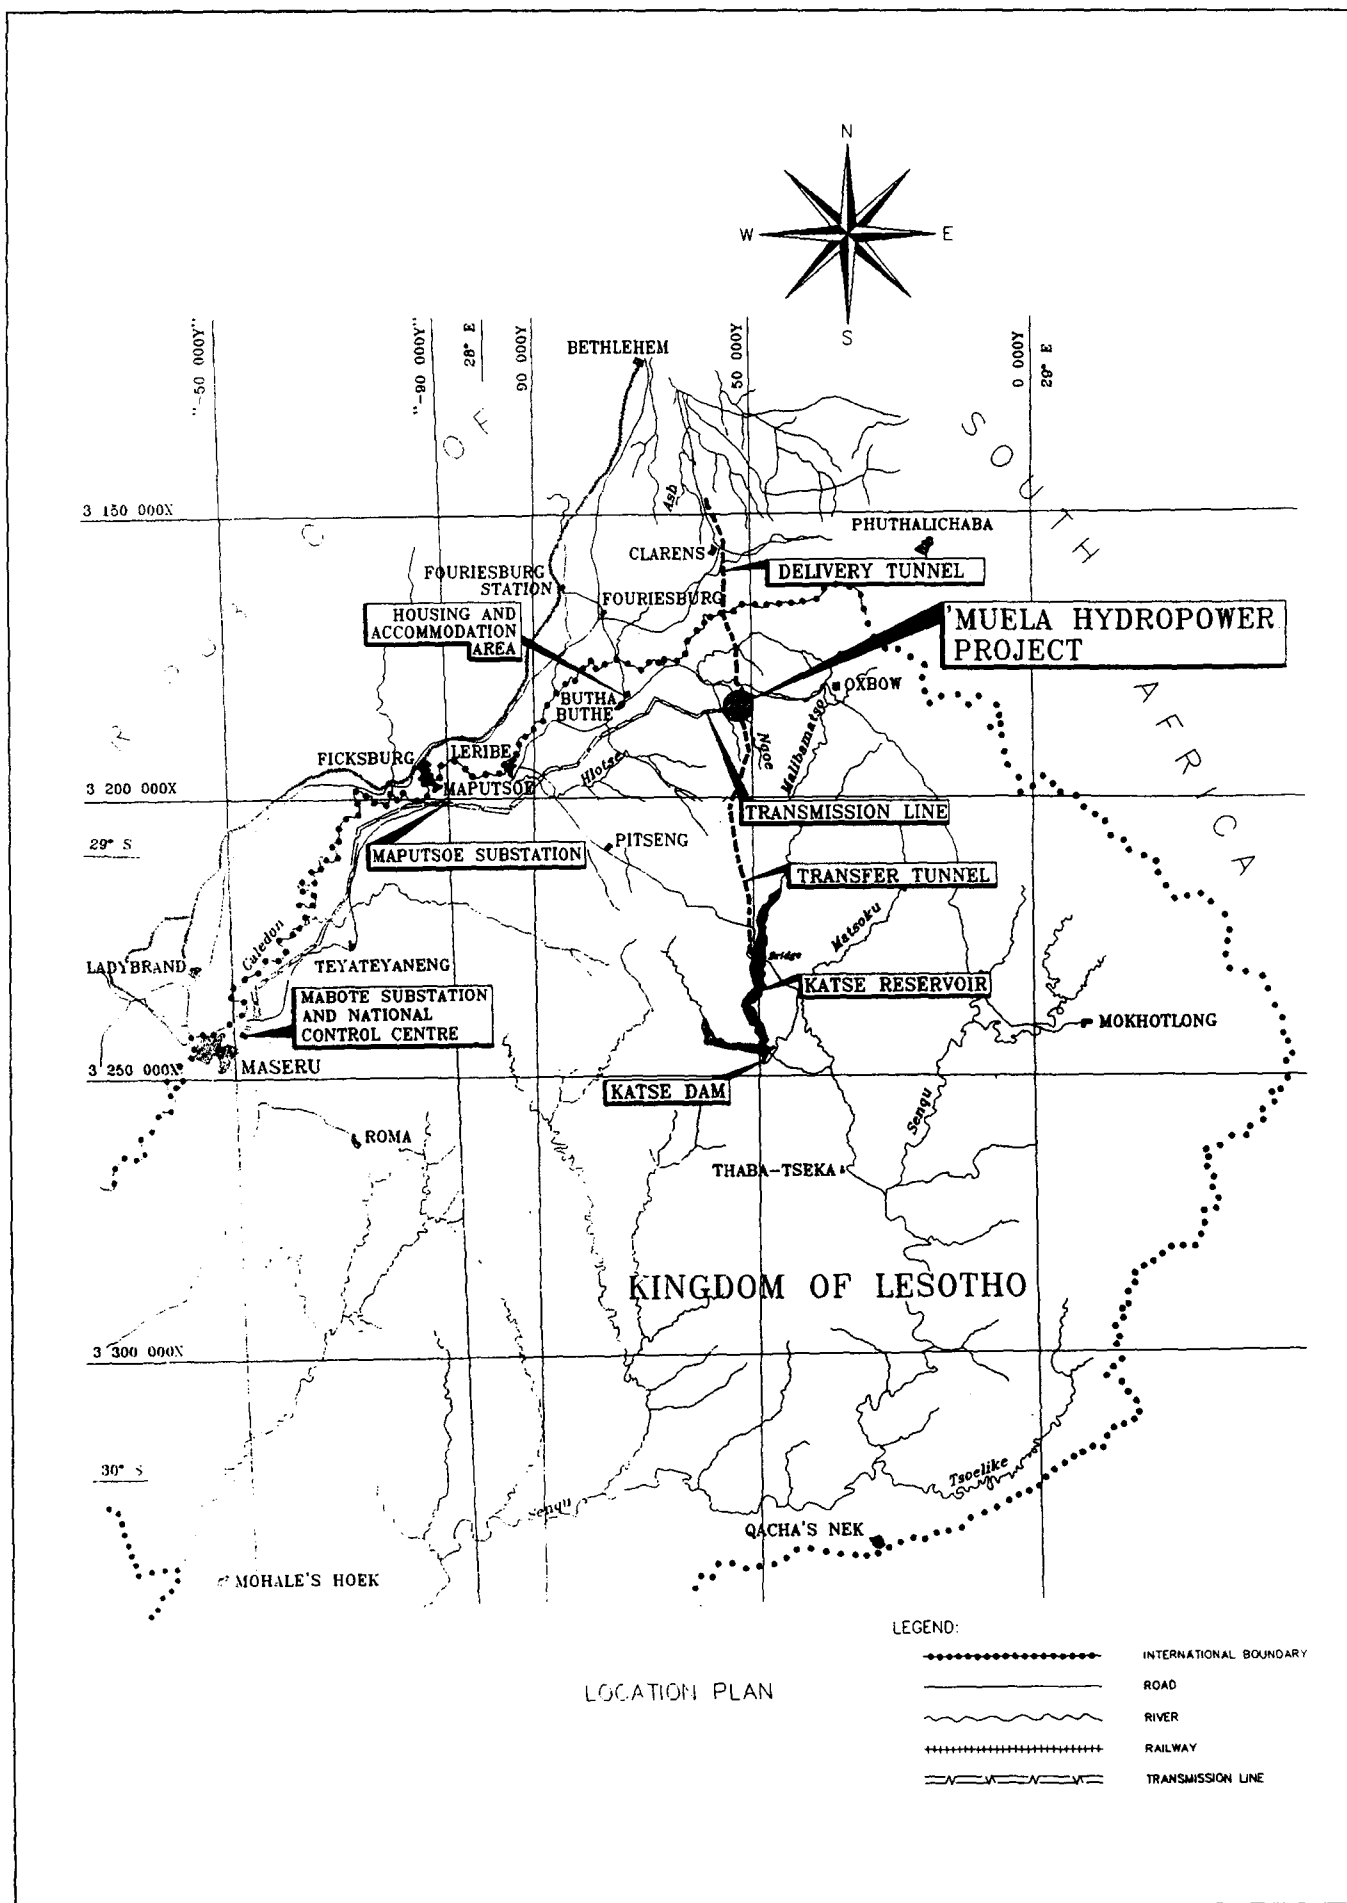 N
W
E
S
"-50 000Y"
"-90 000Y"
28° E
90 000Y
50 000Y
0 000Y
29° E
BETHLEHEM
OF
SOUTH
AFRICA
3 150 000X
Ash
PHUTHALICHABA
CLARENS
DELIVERY TUNNEL
FOURIESBURG
STATION
FOURIESBURG
HOUSING AND
ACCOMMODATION
AREA
'MUELA HYDROPOWER
PROJECT
OXBOW
BUTHA
BUTHE
Malibamatso
Ngoe
FICKSBURG
LERIBE
Hlotse
MAPUTSOE
3 200 000X
TRANSMISSION LINE
29° S
MAPUTSOE SUBSTATION
PITSENG
TRANSFER TUNNEL
Matsoku
Caledon
Bridge
LADYBRAND
TEYATEYANENG
KATSE RESERVOIR
MABOTE SUBSTATION
AND NATIONAL
CONTROL CENTRE
MOKHOTLONG
MASERU
3 250 000X
KATSE DAM
Senqu
ROMA
THABA-TSEKA
KINGDOM OF LESOTHO
3 300 000X
30° S
Tsoelike
Senqu
QACHA'S NEK
MOHALE'S HOEK
LEGEND:
INTERNATIONAL BOUNDARY
LOCATION PLAN
ROAD
RIVER
RAILWAY
TRANSMISSION LINE